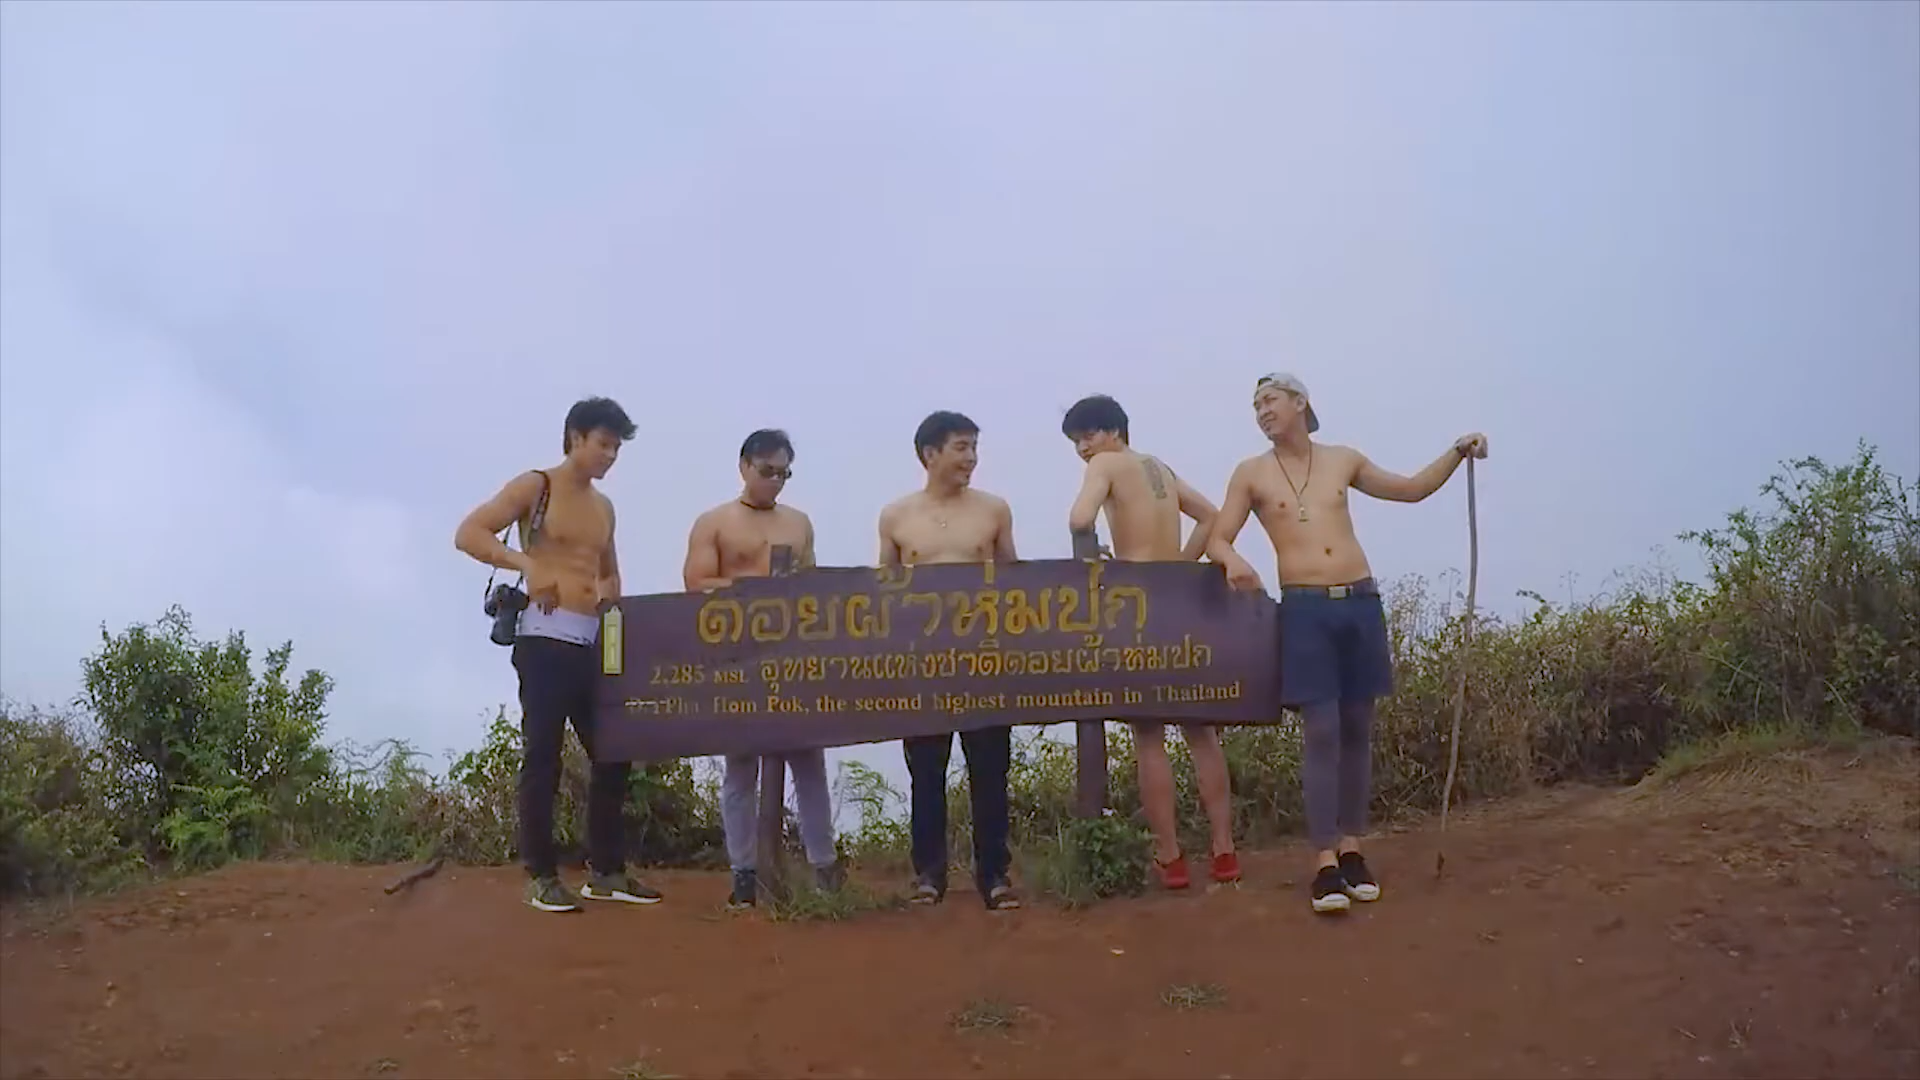 ดอยผ้าห่มปก
2,285 MSL อุทยานแห่งชาติดอยผ้าห่มปก
Pha Hom Pok, the second highest mountain in Thailand